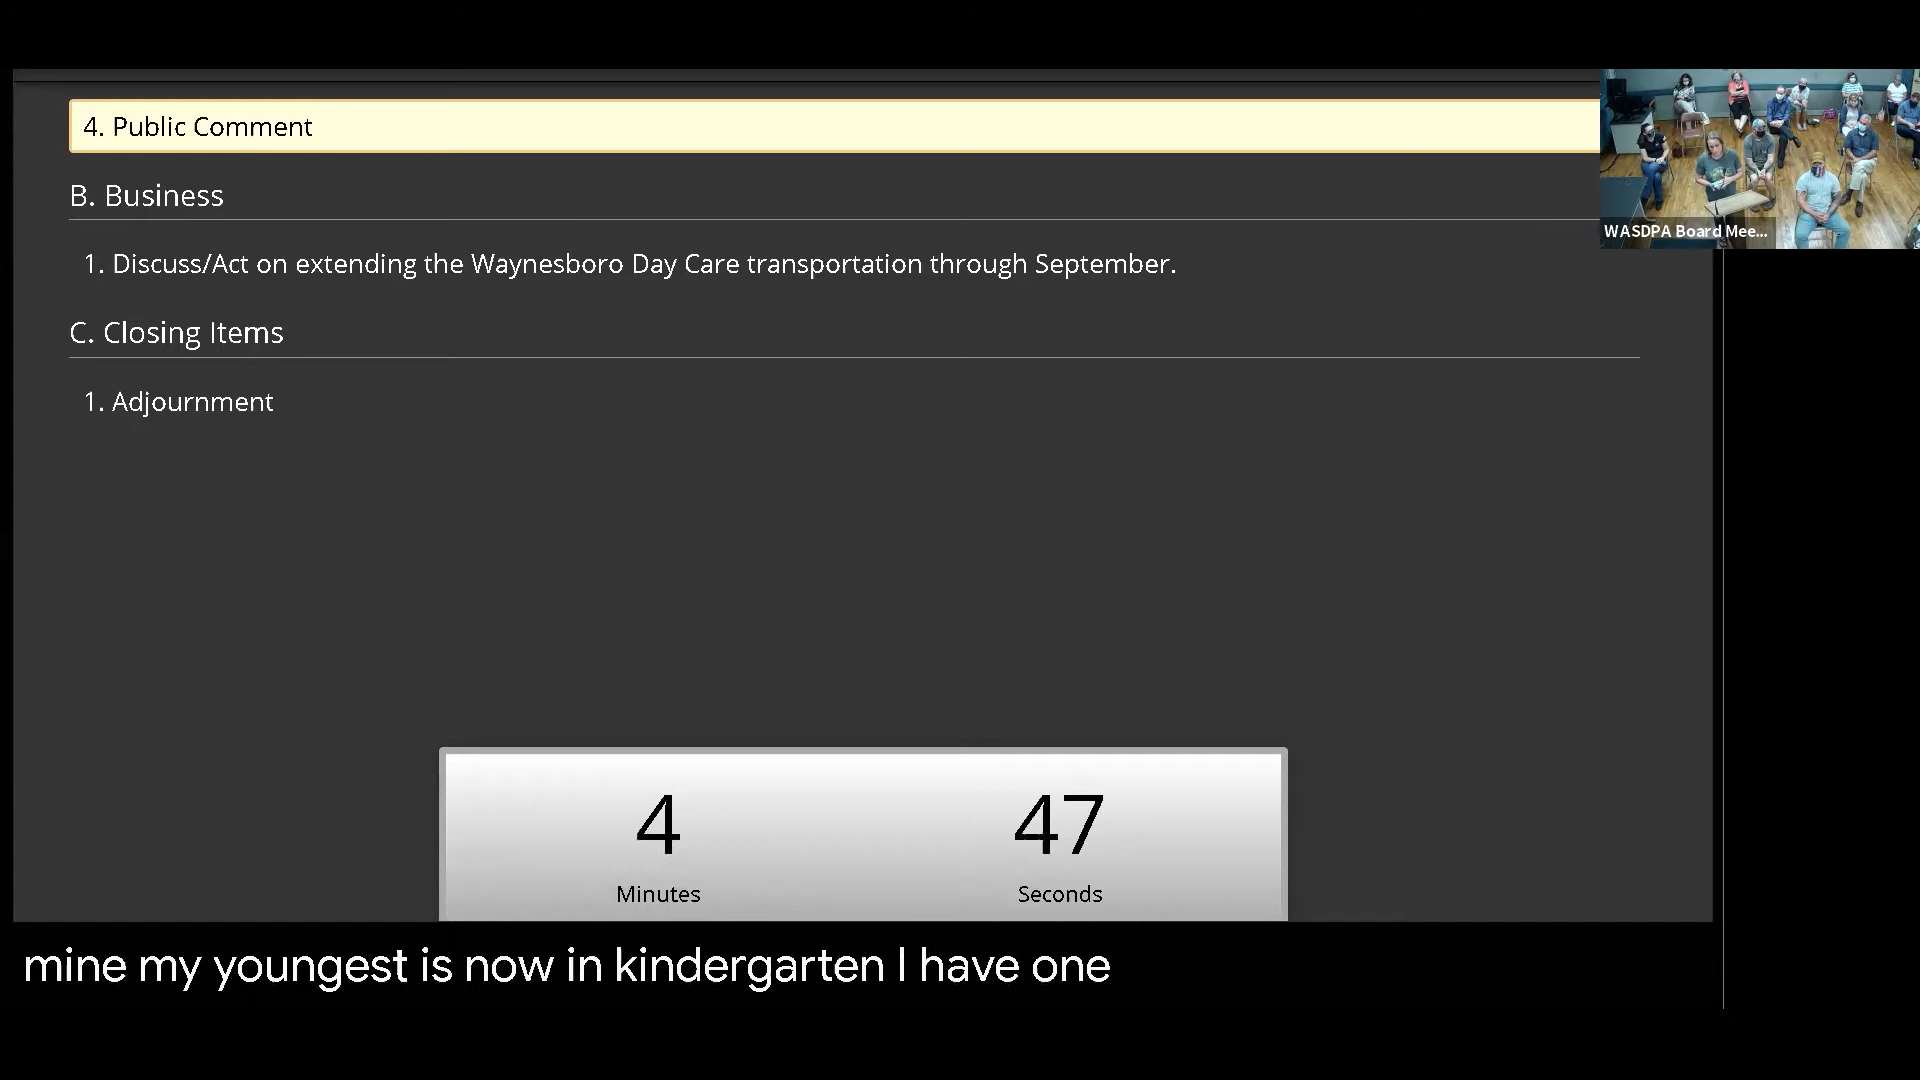 4. Public Comment
B. Business
1. Discuss/Act on extending the Waynesboro Day Care transportation through September.
C. Closing Items
1. Adjournment
WASDPA Board Mee...
4 47
Minutes Seconds
mine my youngest is now in kindergarten I have one